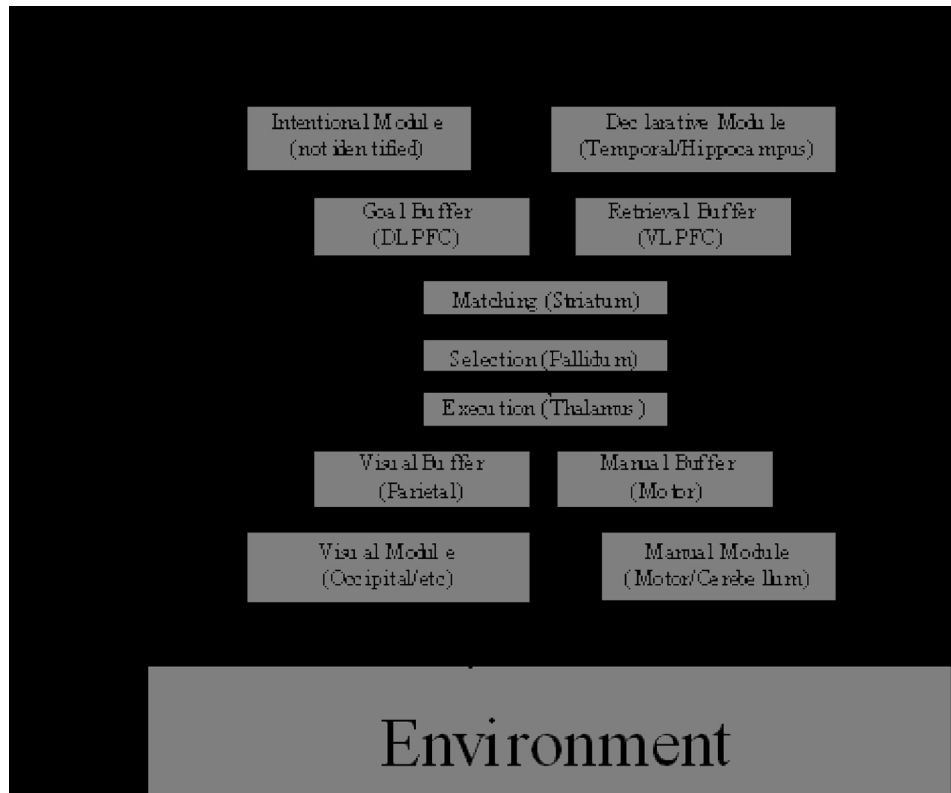 Intentional Module
(not identified)
Declarative Module
(Temporal/Hippocampus)
Goal Buffer
(DLPFC)
Retrieval Buffer
(VLPFC)
Matching (Striatum)
Selection (Pallidum)
Execution (Thalamus)
Visual Buffer
(Parietal)
Manual Buffer
(Motor)
Visual Module
(Occipital/etc)
Manual Module
(Motor/Cerebellum)
Environment